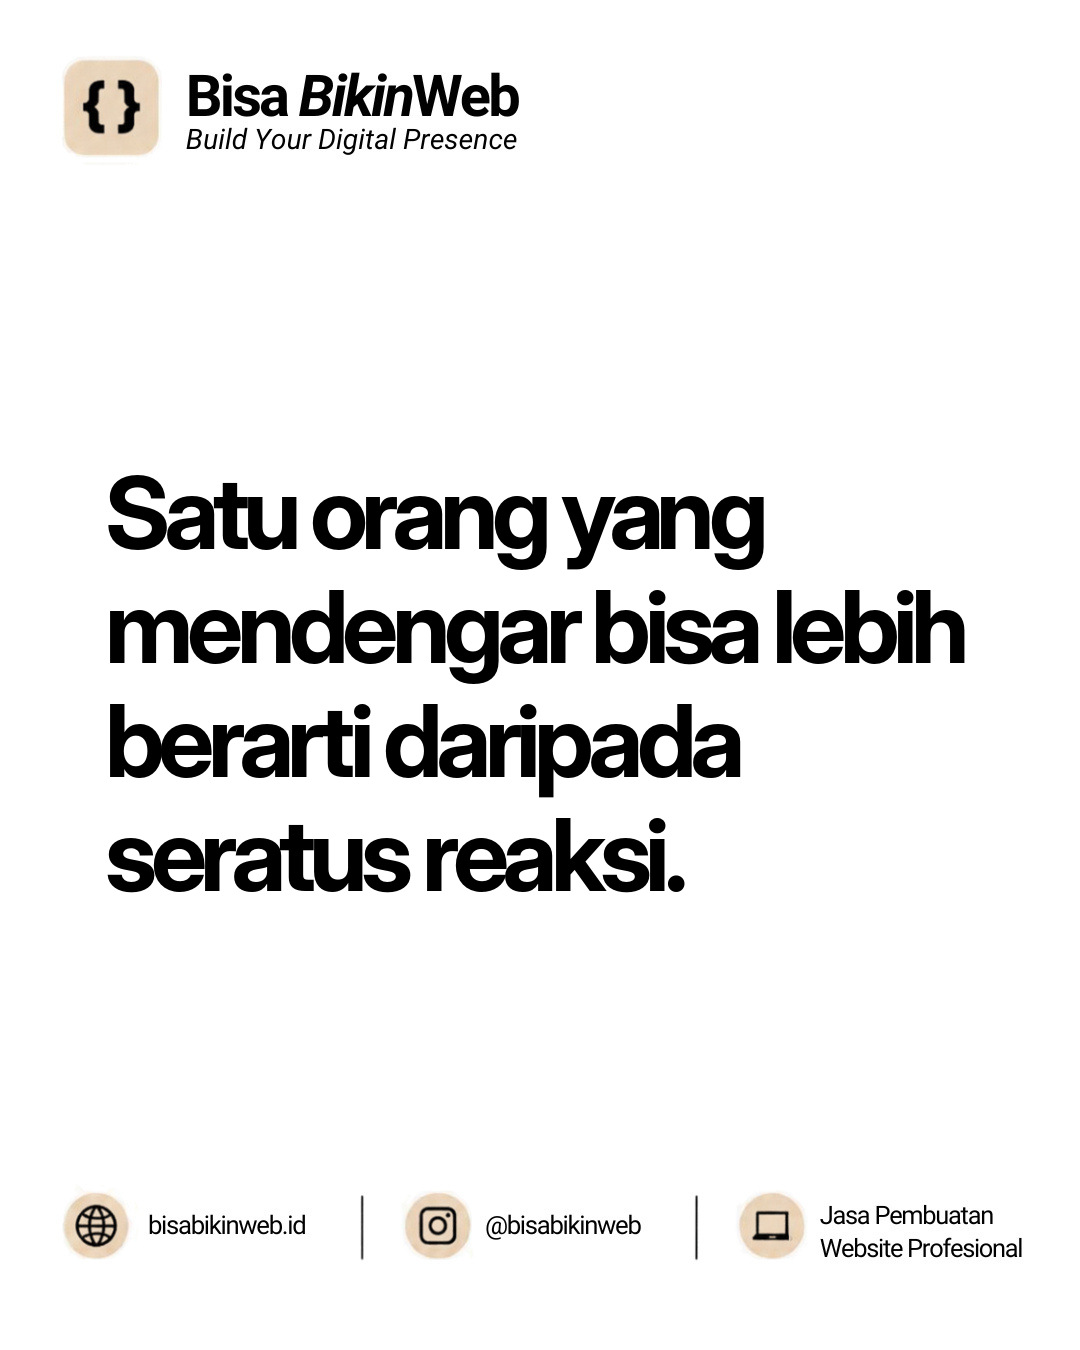 { }
Bisa BikinWeb
Build Your Digital Presence
Satu orang yang
mendengar bisa lebih
berarti daripada
seratus reaksi.
bisabikinweb.id
@bisabikinweb
Jasa Pembuatan
Website Profesional